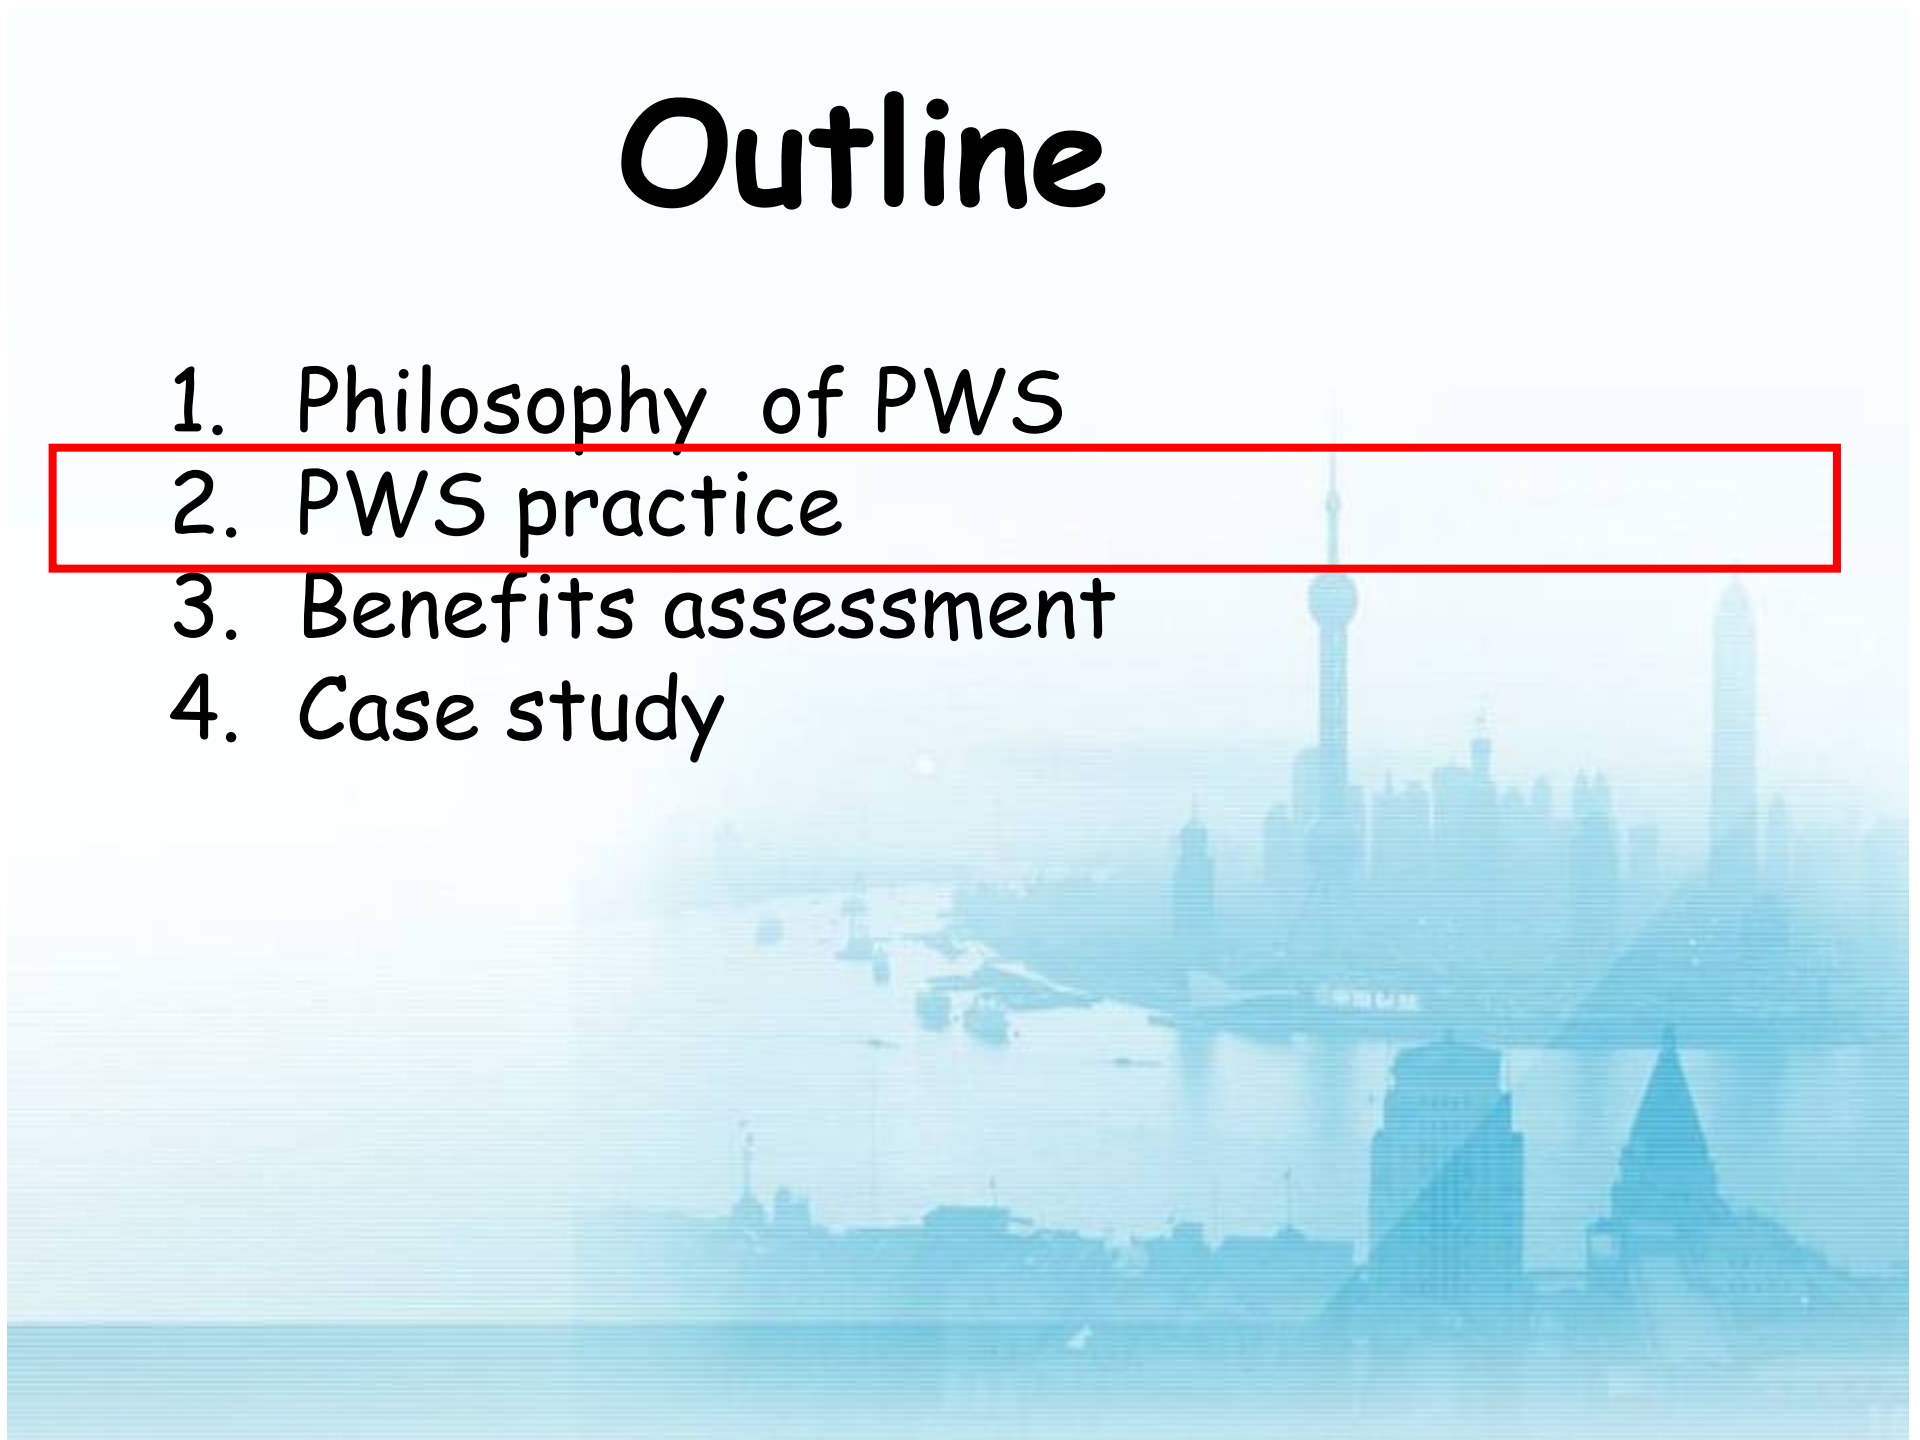 Outline
1. Philosophy of PWS
2. PWS practice
3. Benefits assessment
4. Case study